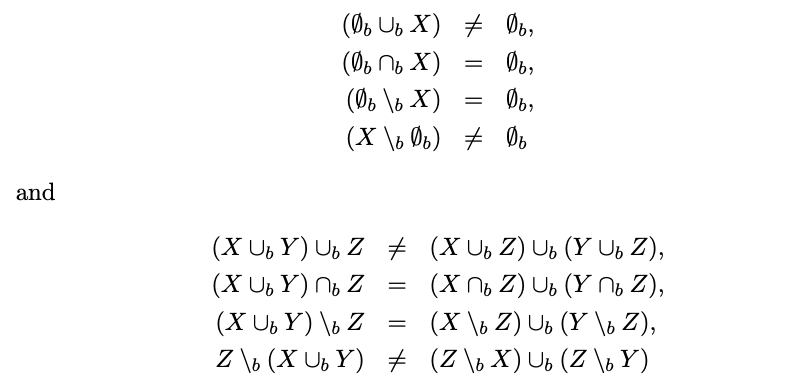 (∅_b ∪_b X) ≠ ∅_b,
(∅_b ∩_b X) = ∅_b,
(∅_b \_b X) = ∅_b,
(X \_b ∅_b) ≠ ∅_b
and
(X ∪_b Y) ∪_b Z ≠ (X ∪_b Z) ∪_b (Y ∪_b Z),
(X ∪_b Y) ∩_b Z = (X ∩_b Z) ∪_b (Y ∩_b Z),
(X ∪_b Y) \_b Z = (X \_b Z) ∪_b (Y \_b Z),
Z \_b (X ∪_b Y) ≠ (Z \_b X) ∪_b (Z \_b Y)